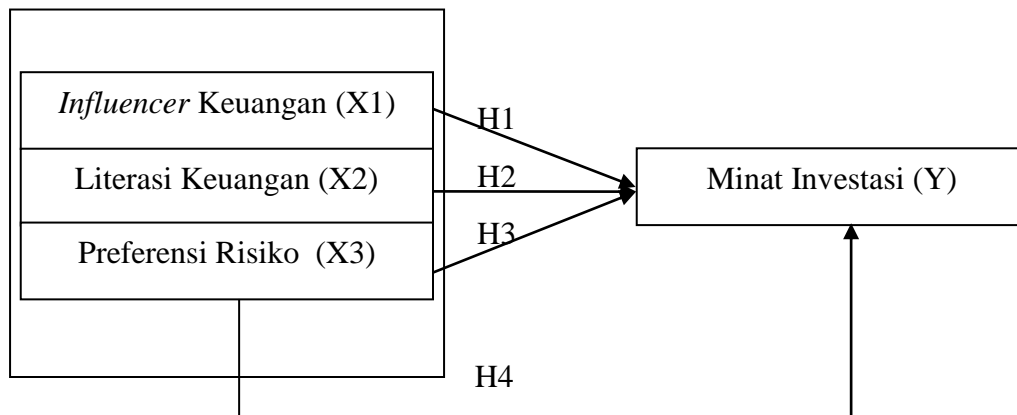 Influencer Keuangan (X1)
H1
Literasi Keuangan (X2)
H2
Minat Investasi (Y)
H3
Preferensi Risiko (X3)
H4